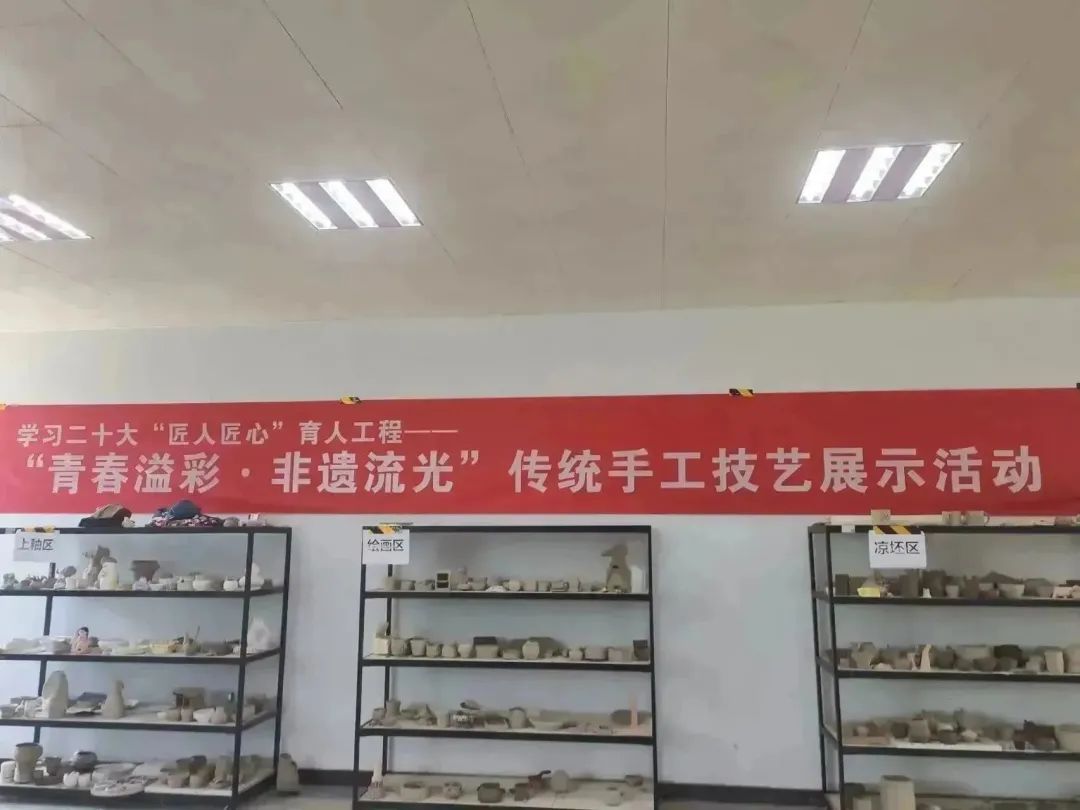 学习二十大“匠人匠心”育人工程——
“青春溢彩·非遗流光”传统手工技艺展示活动
上釉区
绘画区
凉坯区